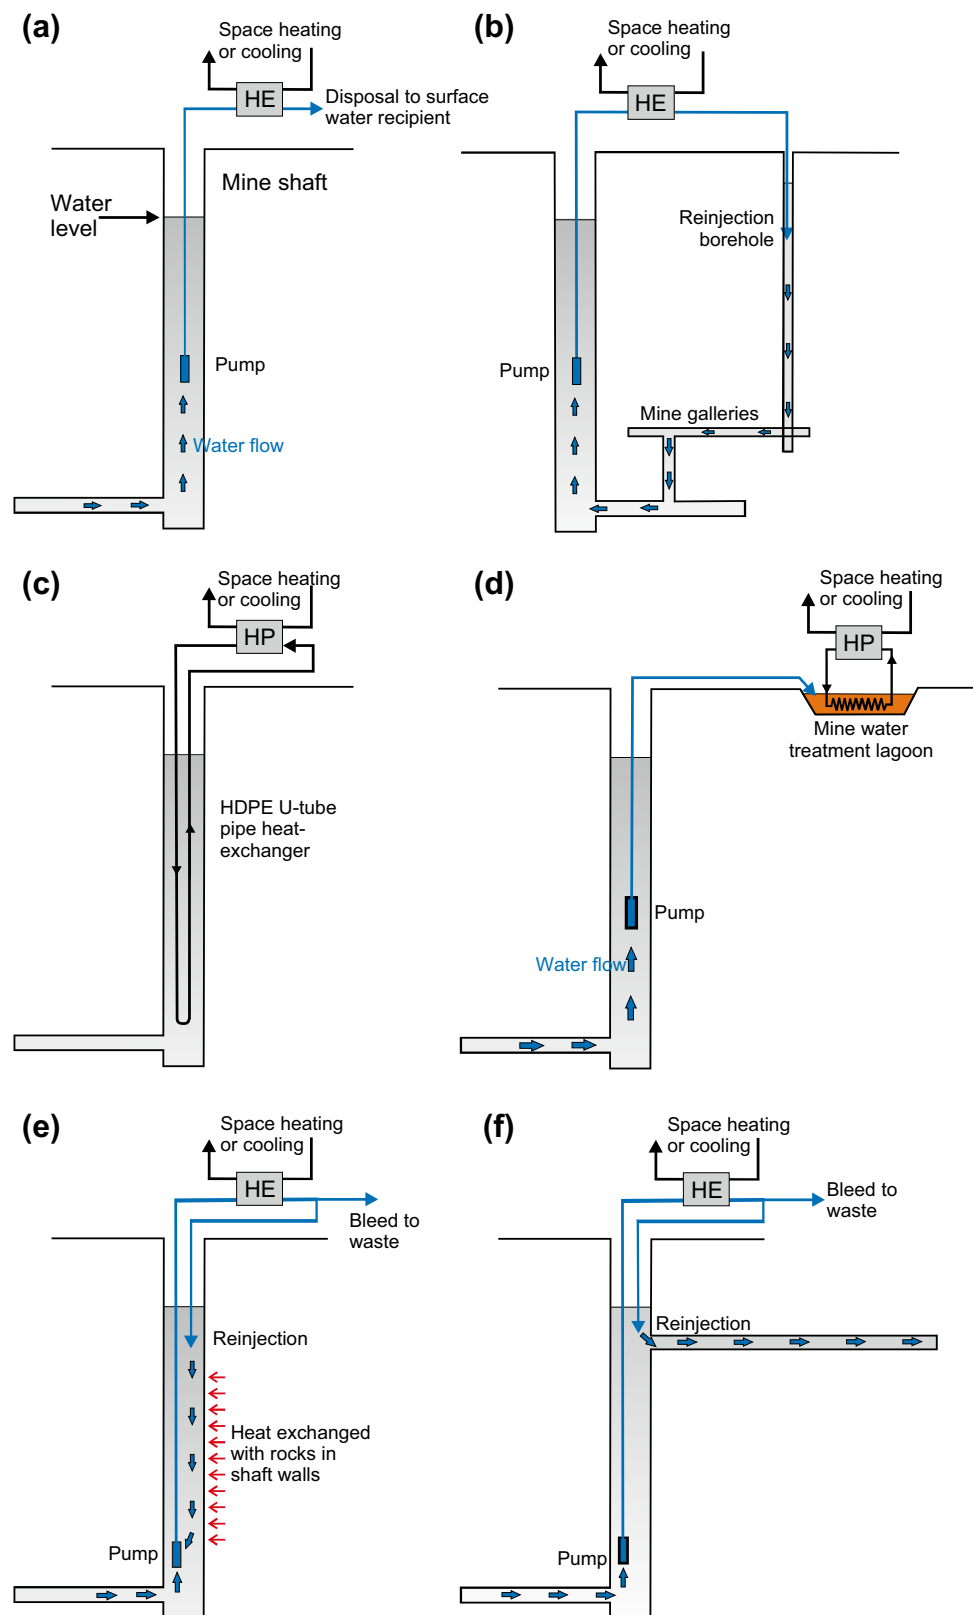 (a)
Space heating
or cooling
HE
Disposal to surface
water recipient
Mine shaft
Water
level
Pump
Water flow
(b)
Space heating
or cooling
HE
Reinjection
borehole
Pump
Mine galleries
(c)
Space heating
or cooling
HP
HDPE U-tube
pipe heat-
exchanger
(d)
Space heating
or cooling
HP
Mine water
treatment lagoon
Pump
Water flow
(e)
Space heating
or cooling
HE
Bleed to
waste
Reinjection
Heat exchanged
with rocks in
shaft walls
Pump
(f)
Space heating
or cooling
HE
Bleed to
waste
Reinjection
Pump